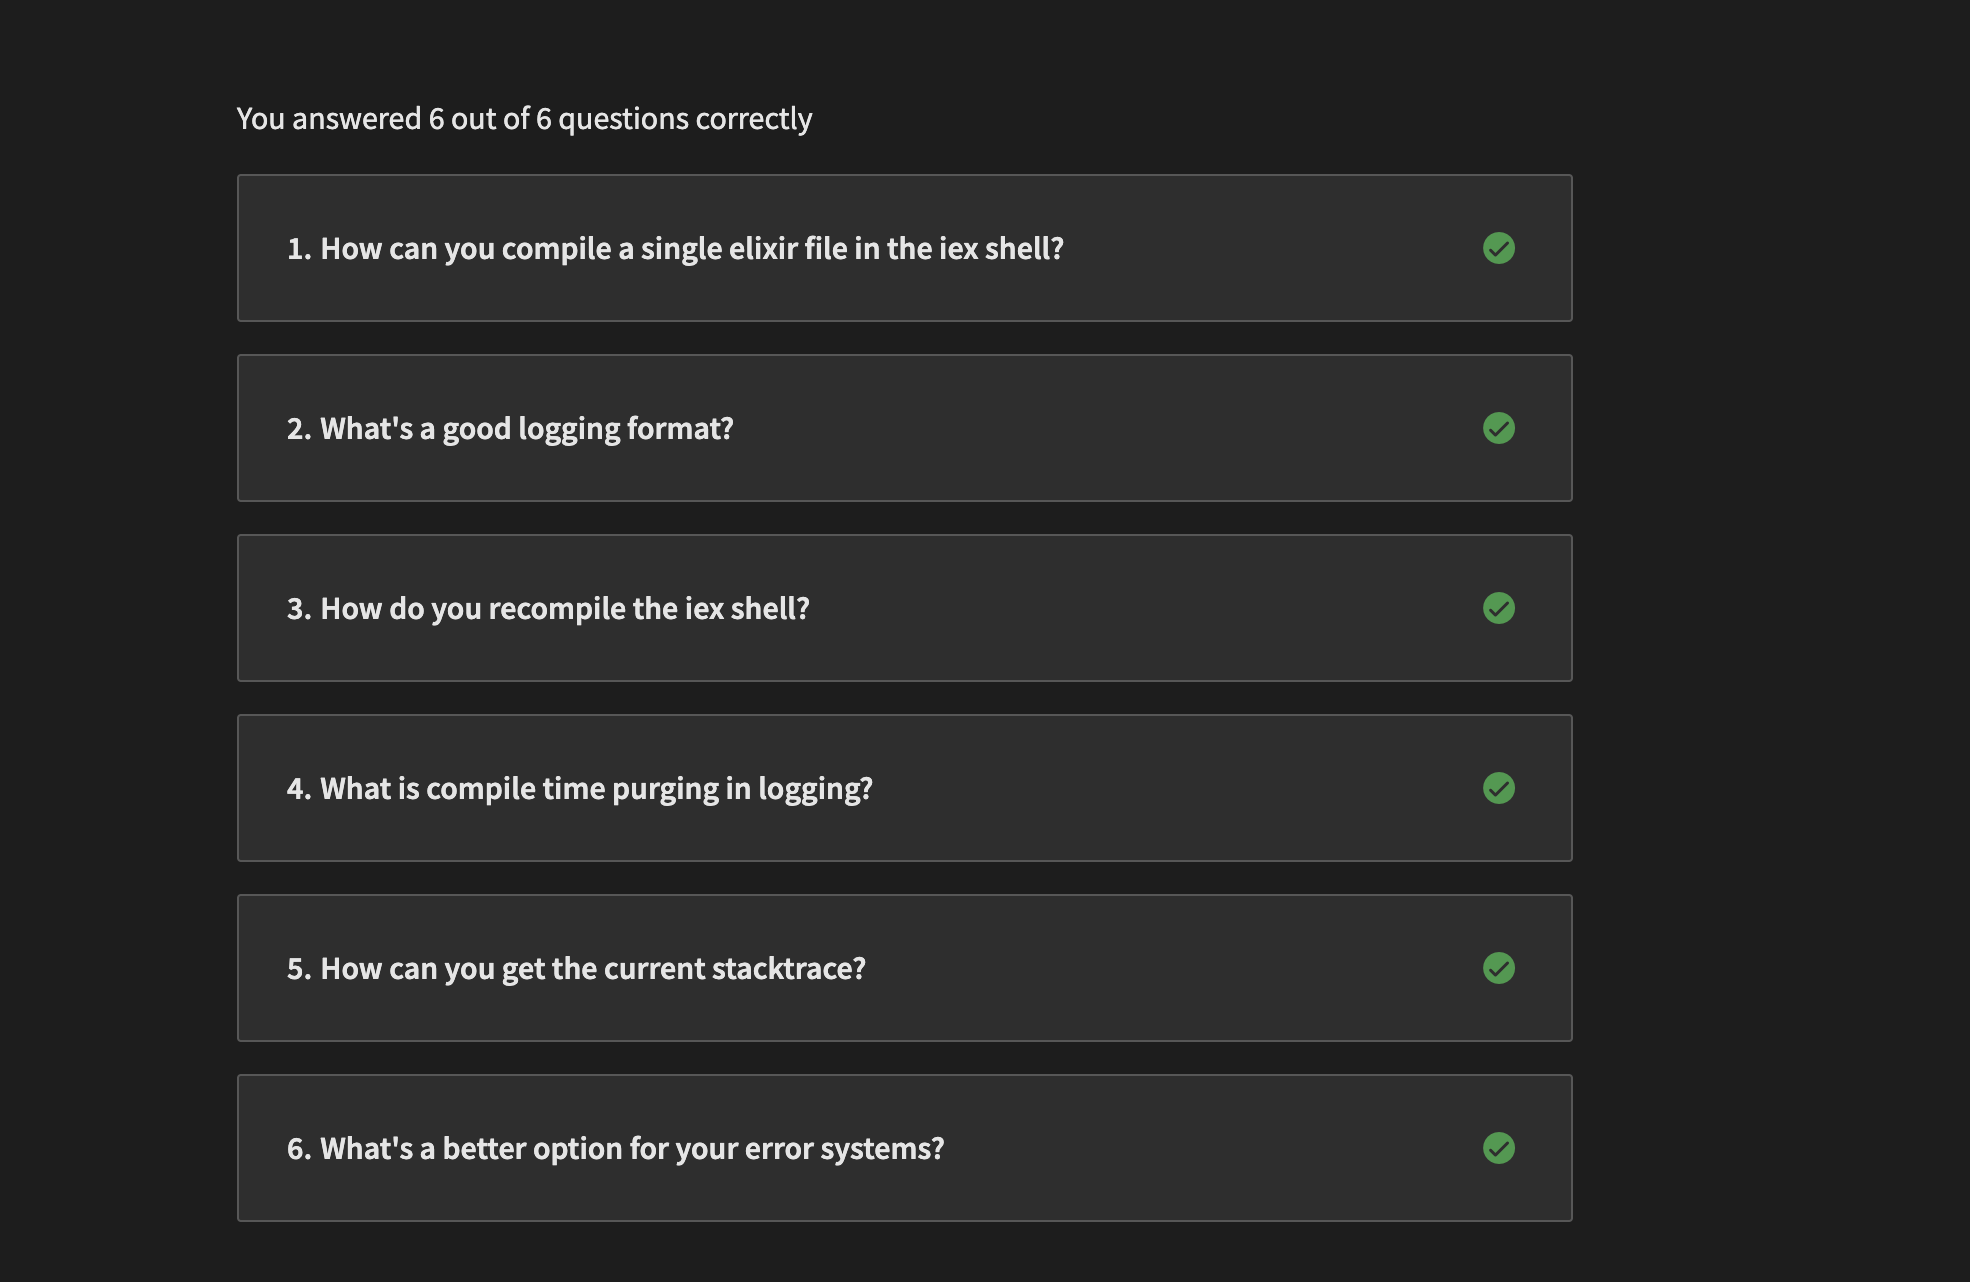 You answered 6 out of 6 questions correctly
1. How can you compile a single elixir file in the iex shell?
2. What's a good logging format?
3. How do you recompile the iex shell?
4. What is compile time purging in logging?
5. How can you get the current stacktrace?
6. What's a better option for your error systems?